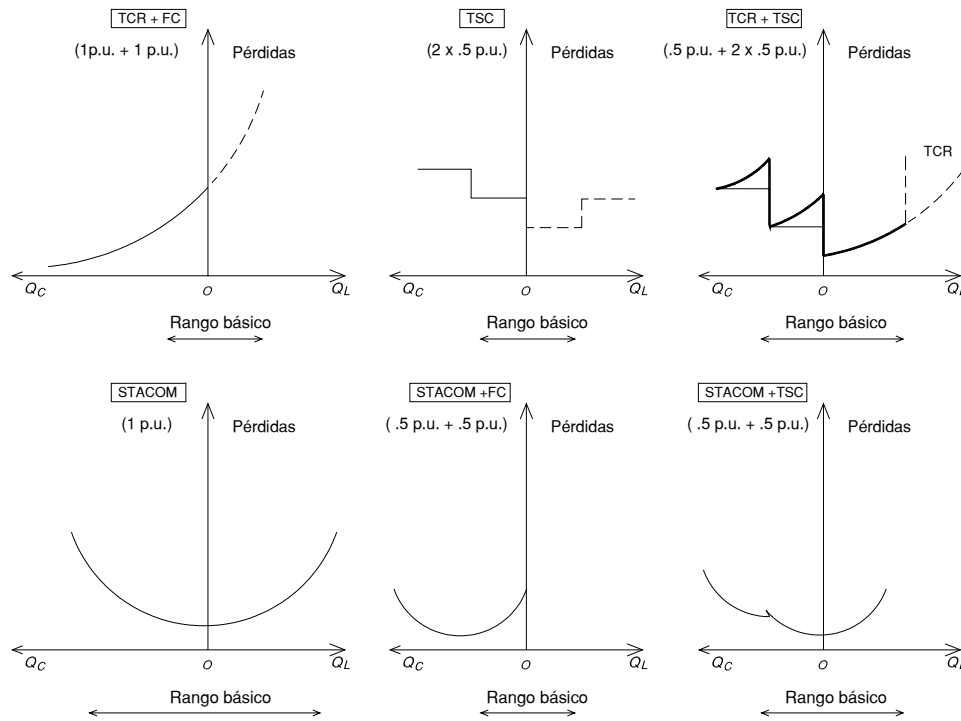 TCR + FC
(1p.u. + 1 p.u.)
Pérdidas
Q_C
O
Q_L
Rango básico
TSC
(2 x .5 p.u.)
Pérdidas
Q_C
O
Q_L
Rango básico
TCR + TSC
(.5 p.u. + 2 x .5 p.u.)
Pérdidas
TCR
Q_C
O
Q_L
Rango básico
STACOM
(1 p.u.)
Pérdidas
Q_C
O
Q_L
Rango básico
STACOM +FC
( .5 p.u. + .5 p.u.)
Pérdidas
Q_C
O
Q_L
Rango básico
STACOM +TSC
( .5 p.u. + .5 p.u.)
Pérdidas
Q_C
O
Q_L
Rango básico